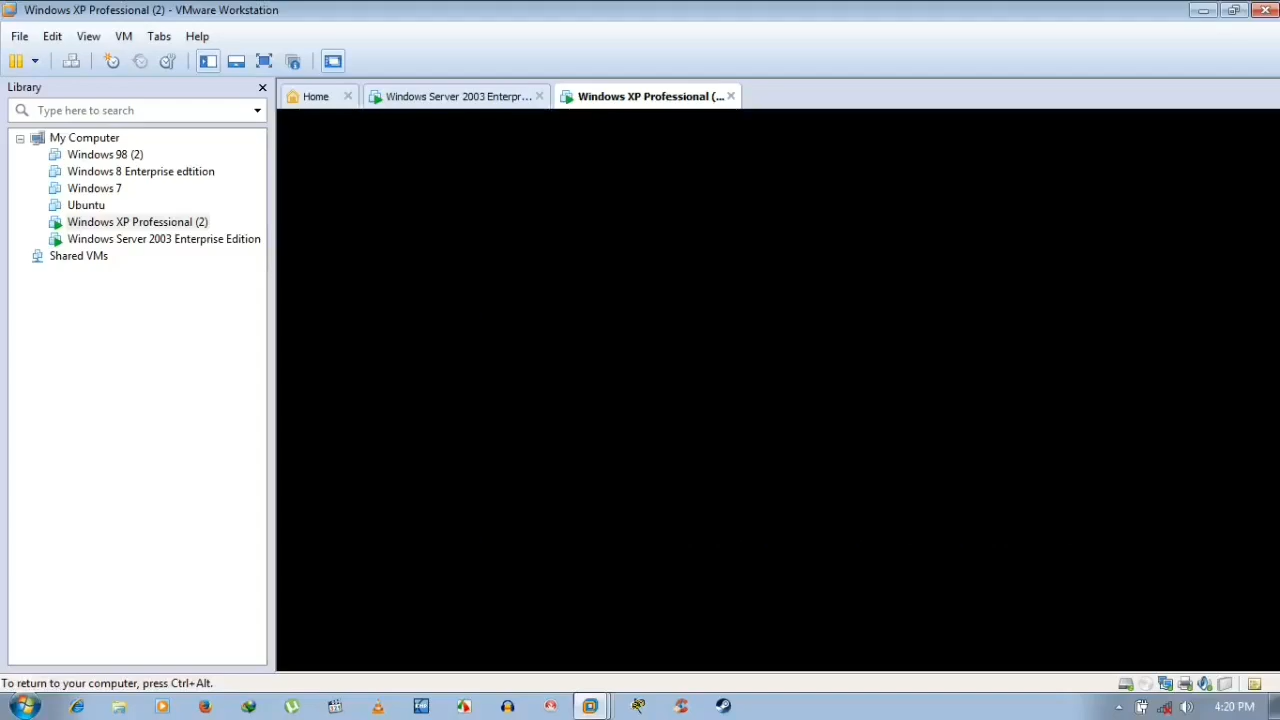 Windows XP Professional (2) - VMware Workstation
File Edit View VM Tabs Help
Library
Type here to search
Home
Windows Server 2003 Enterpr...
Windows XP Professional (...
My Computer
Windows 98 (2)
Windows 8 Enterprise edtition
Windows 7
Ubuntu
Windows XP Professional (2)
Windows Server 2003 Enterprise Edition
Shared VMs
To return to your computer, press Ctrl+Alt.
4:20 PM